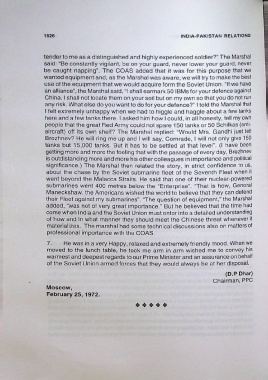 1526 INDIA-PAKISTAN RELATIONS
tender to me as a distinguished and highly experienced soldier?" The Marshal
said: "Be constantly vigilant, be on your guard, never lower your guard, never
be caught napping". The COAS added that it was for this purpose that we
wanted equipment and, as the Marshal was aware, we will try to make the best
use of the equipment that we would acquire from the Soviet Union. "If we have
an alliance", the Marshal said, "I shall earmark 50 IBMs for your defence against
China, I shall not locate them on your soil but on my own so that you do not run
any risk. What else do you want to do for your defence?" I told the Marshal that
I felt extremely unhappy when we had to higgle and haggle about a few tanks
here and a few tanks there. I asked him how I could, in all honesty, tell my own
people that the great Red Army could not spare 150 tanks or 50 Schilkas (anti
aircraft) off its own shelf? The Marshal replied: "Would Mrs. Gandhi just let
Brezhnev? He will ring me up and I will say, Comrade, I will not only give 150
tanks but 15,000 tanks. But it has to be settled at that level". (I have been
getting more and more the feeling that with the passage of every day, Brezhnev
is outdistancing more and more his other colleagues in importance and political
significance.) The Marshal then related the story, in strict confidence to us,
about the chase by the Soviet submarine fleet of the Seventh Fleet when it
went beyond the Malacca Straits. He said that one of their nuclear-powered
submarines went 400 metres below the "Enterprise". "That is how, General
Maneckshaw, the Americans wished the world to believe that they can detect
their Fleet against my submarines". "The question of equipment," the Marshal
added, "was not of very great importance." But he believed that the time had
come when India and the Soviet Union must enter into a detailed understanding
of how and in what manner they should meet the Chinese threat whenever it
materialises. The marshal had some technical discussions also on matters of
professional importance with the COAS.
7. He was in a very Happy, relaxed and extremely friendly mood. When we
moved to the lunch table, he took me arm in arm wished me to convey his
warmest and deepest regards to our Prime Minister and an assurance on behalf
of the Soviet Union armed forces that they would always be at her disposal.
(D.P Dhar)
Chairman, PPC
Moscow,
February 25, 1972.
★ ★ ★ ★ ★